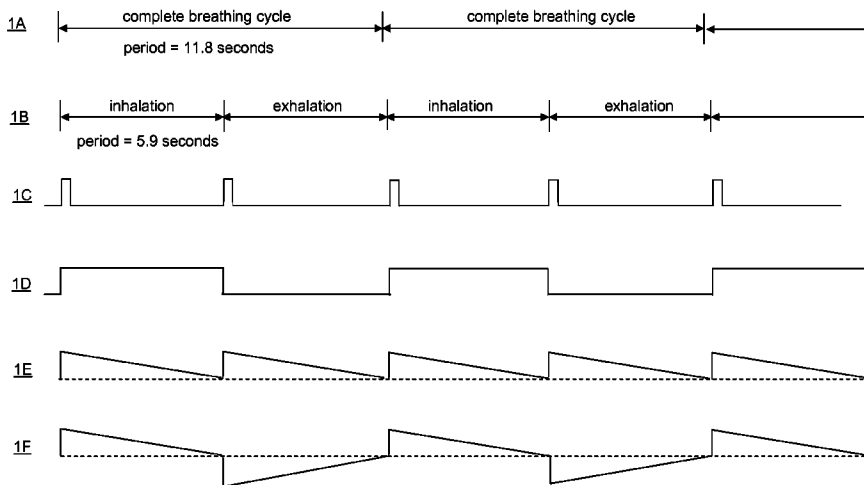 1A complete breathing cycle complete breathing cycle
period = 11.8 seconds
1B inhalation exhalation inhalation exhalation
period = 5.9 seconds
1C
1D
1E
1F